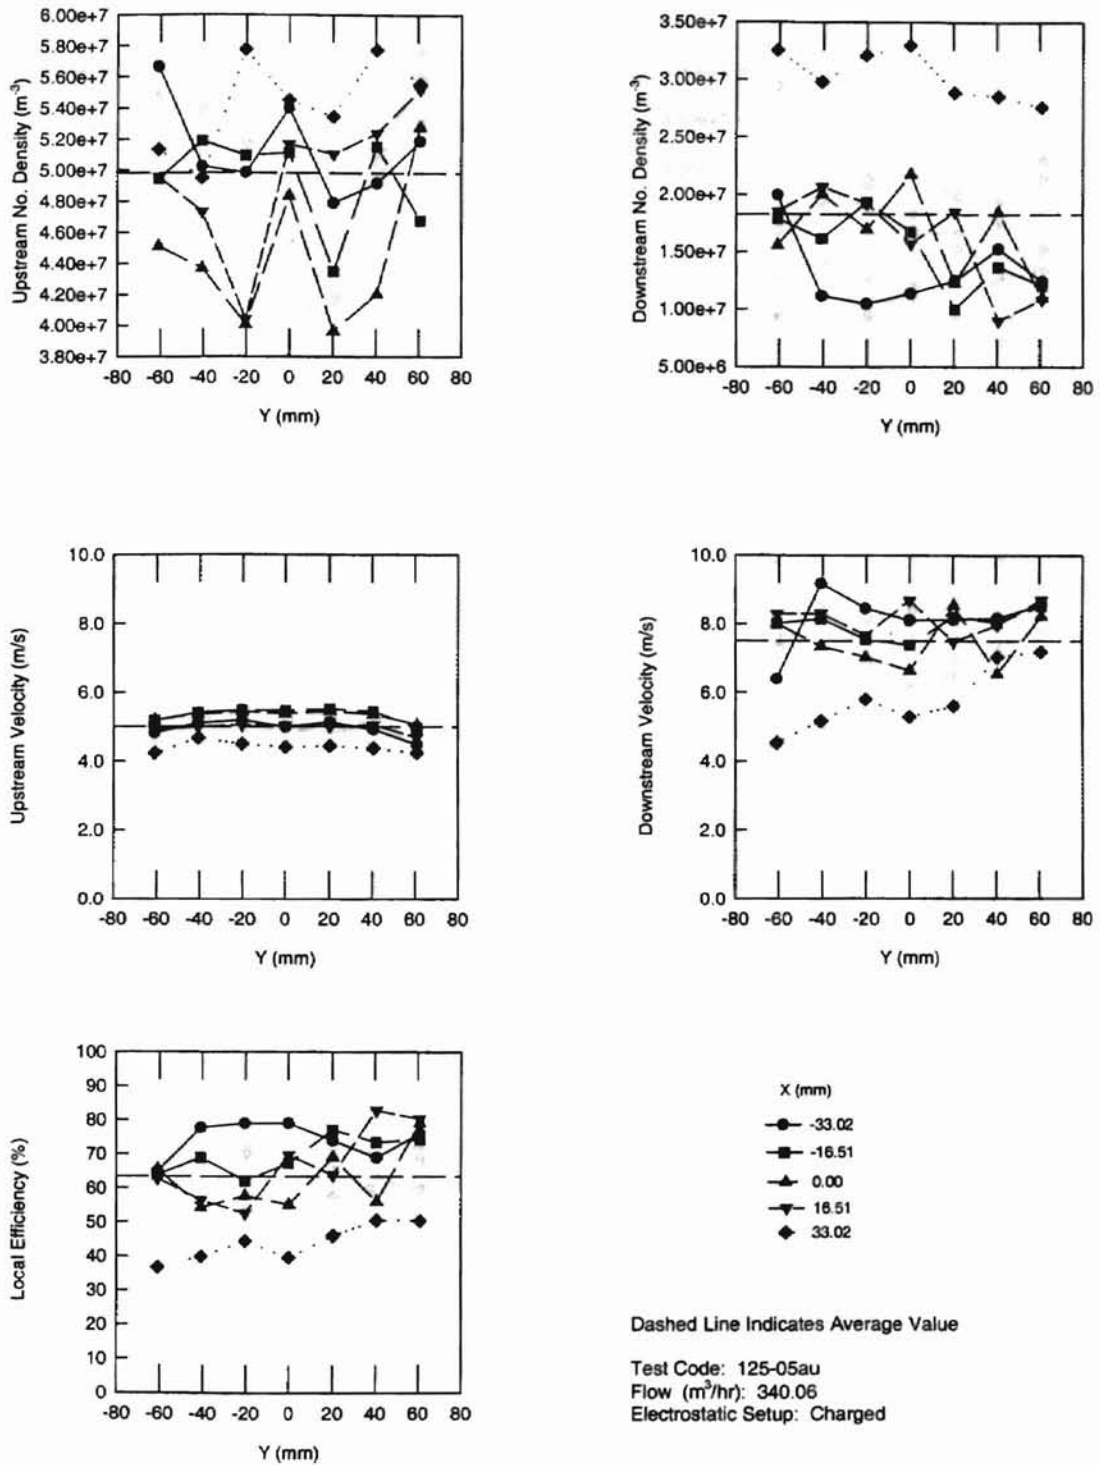 6.00e+7
5.80e+7
5.60e+7
5.40e+7
5.20e+7
5.00e+7
4.80e+7
4.60e+7
4.40e+7
4.20e+7
4.00e+7
3.80e+7
Upstream No. Density (m⁻³)
-80 -60 -40 -20 0 20 40 60 80
Y (mm)
3.50e+7
3.00e+7
2.50e+7
2.00e+7
1.50e+7
1.00e+7
5.00e+6
Downstream No. Density (m⁻³)
-80 -60 -40 -20 0 20 40 60 80
Y (mm)
10.0
8.0
6.0
4.0
2.0
0.0
Upstream Velocity (m/s)
-80 -60 -40 -20 0 20 40 60 80
Y (mm)
10.0
8.0
6.0
4.0
2.0
0.0
Downstream Velocity (m/s)
-80 -60 -40 -20 0 20 40 60 80
Y (mm)
100
90
80
70
60
50
40
30
20
10
0
Local Efficiency (%)
-80 -60 -40 -20 0 20 40 60 80
Y (mm)
X (mm)
-33.02
-16.51
0.00
16.51
33.02
Dashed Line Indicates Average Value
Test Code: 125-05au
Flow (m³/hr): 340.06
Electrostatic Setup: Charged